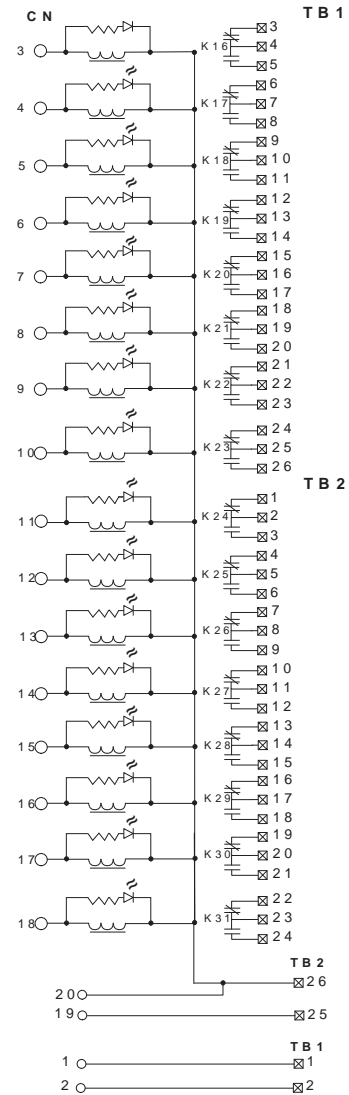 CN TB1
3 K16 3
4
5
4 K17 6
7
8
5 K18 9
10
11
6 K19 12
13
14
7 K20 15
16
17
8 K21 18
19
20
9 K22 21
22
23
10 K23 24
25
26
TB2
11 K24 1
2
3
12 K25 4
5
6
13 K26 7
8
9
14 K27 10
11
12
15 K28 13
14
15
16 K29 16
17
18
17 K30 19
20
21
18 K31 22
23
24
TB2
26
20
19 25
TB1
1 1
2 2